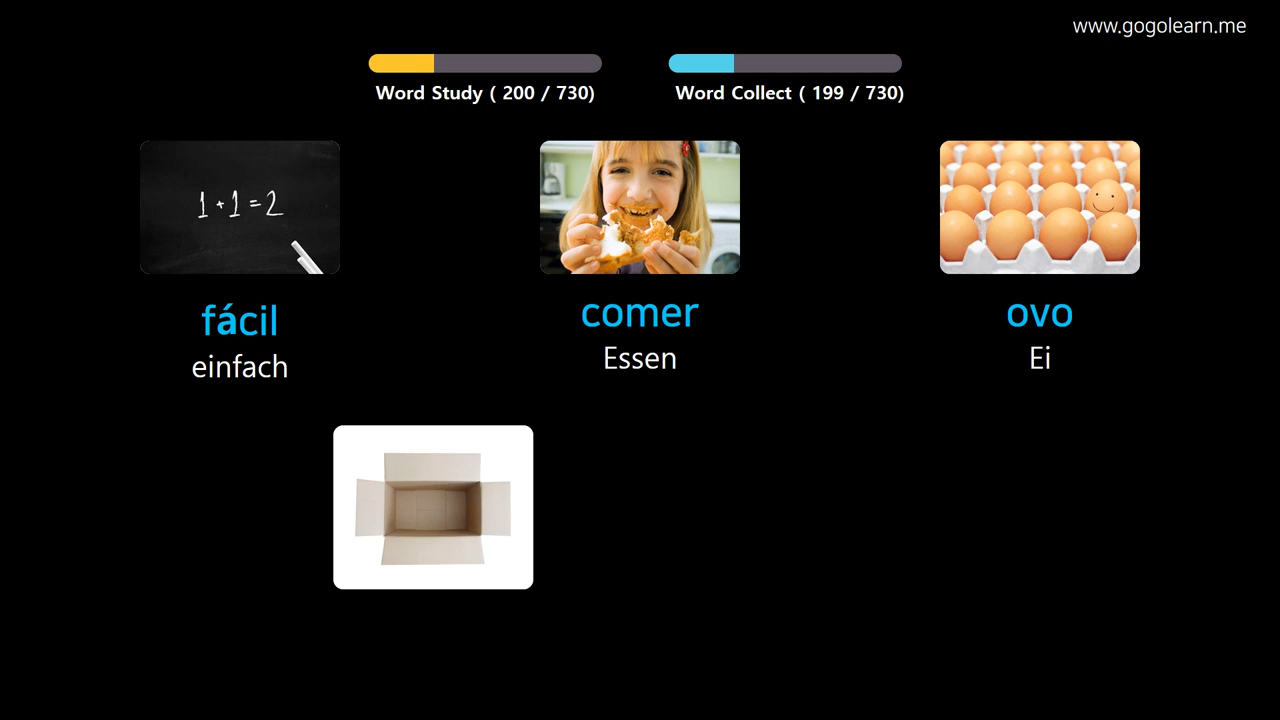 www.gogolearn.me
Word Study ( 200 / 730)
Word Collect ( 199 / 730)
1 + 1 = 2
fácil
einfach
comer
Essen
ovo
Ei